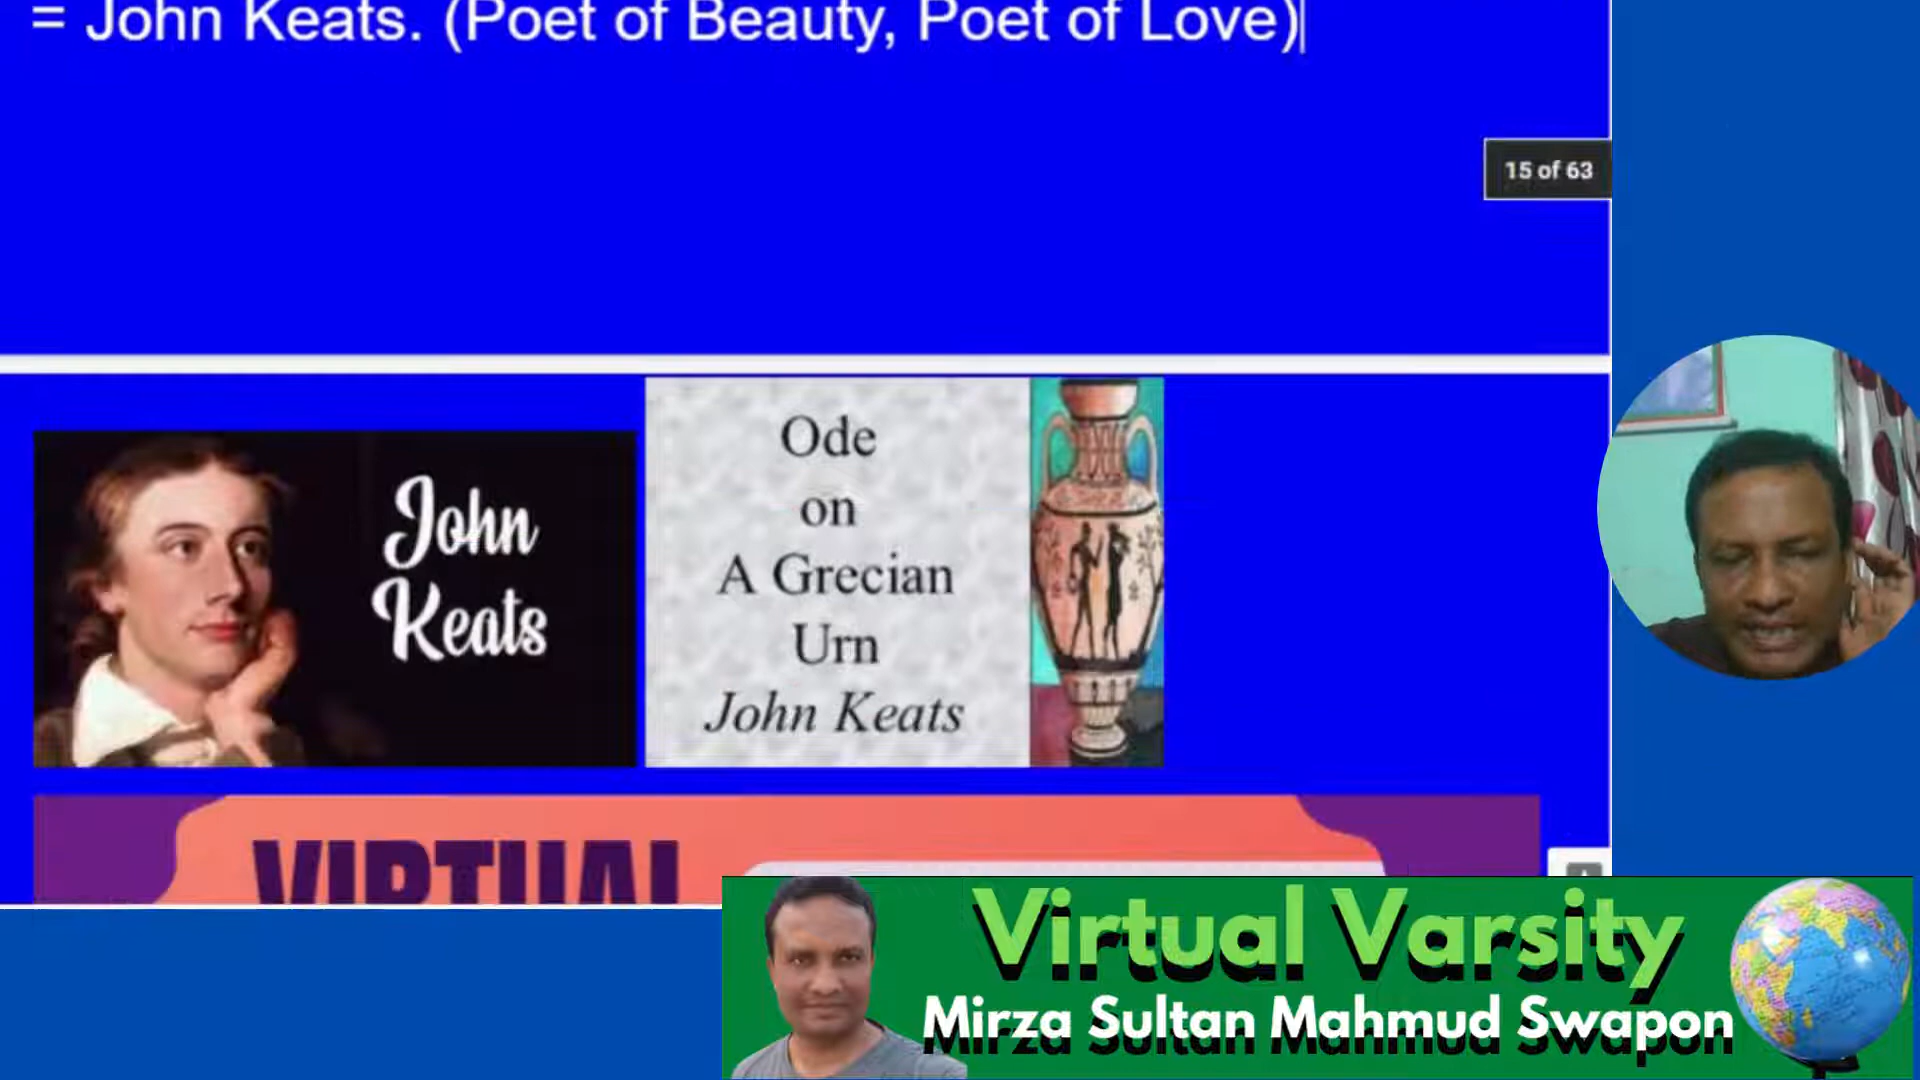 = John Keats. (Poet of Beauty, Poet of Love)
15 of 63
John
Keats
Ode
on
A Grecian
Urn
John Keats
VIRTUAL
Virtual Varsity
Mirza Sultan Mahmud Swapon